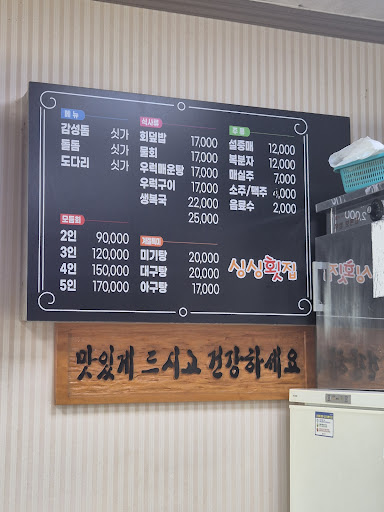 메뉴
감성돔 싯가
돌돔 싯가
도다리 싯가
모듬회
2인 90,000
3인 120,000
4인 150,000
5인 170,000
식사류
회덮밥 17,000
물회 17,000
우럭매운탕 17,000
우럭구이 17,000
생복국 22,000
25,000
계절메뉴
미기탕 20,000
대구탕 20,000
아구탕 17,000
주류
설중매 12,000
복분자 12,000
매실주 7,000
소주/맥주
음료수 2,000
싱싱횟집
맛있게 드시고 건강하세요